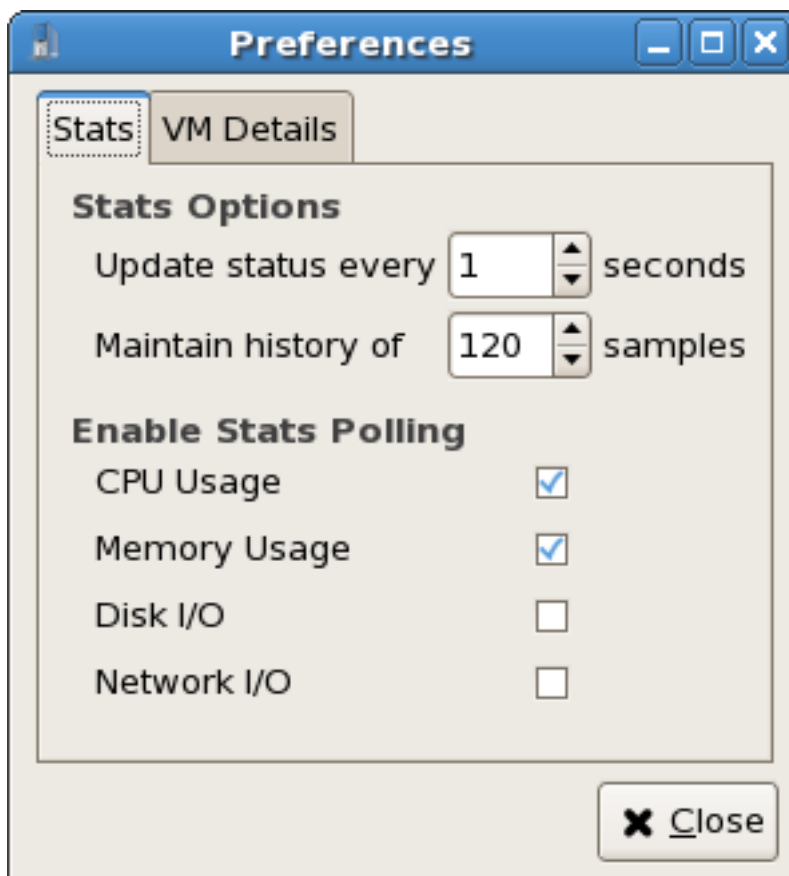 Preferences
Stats VM Details
Stats Options
Update status every 1 seconds
Maintain history of 120 samples
Enable Stats Polling
CPU Usage
Memory Usage
Disk I/O
Network I/O
Close